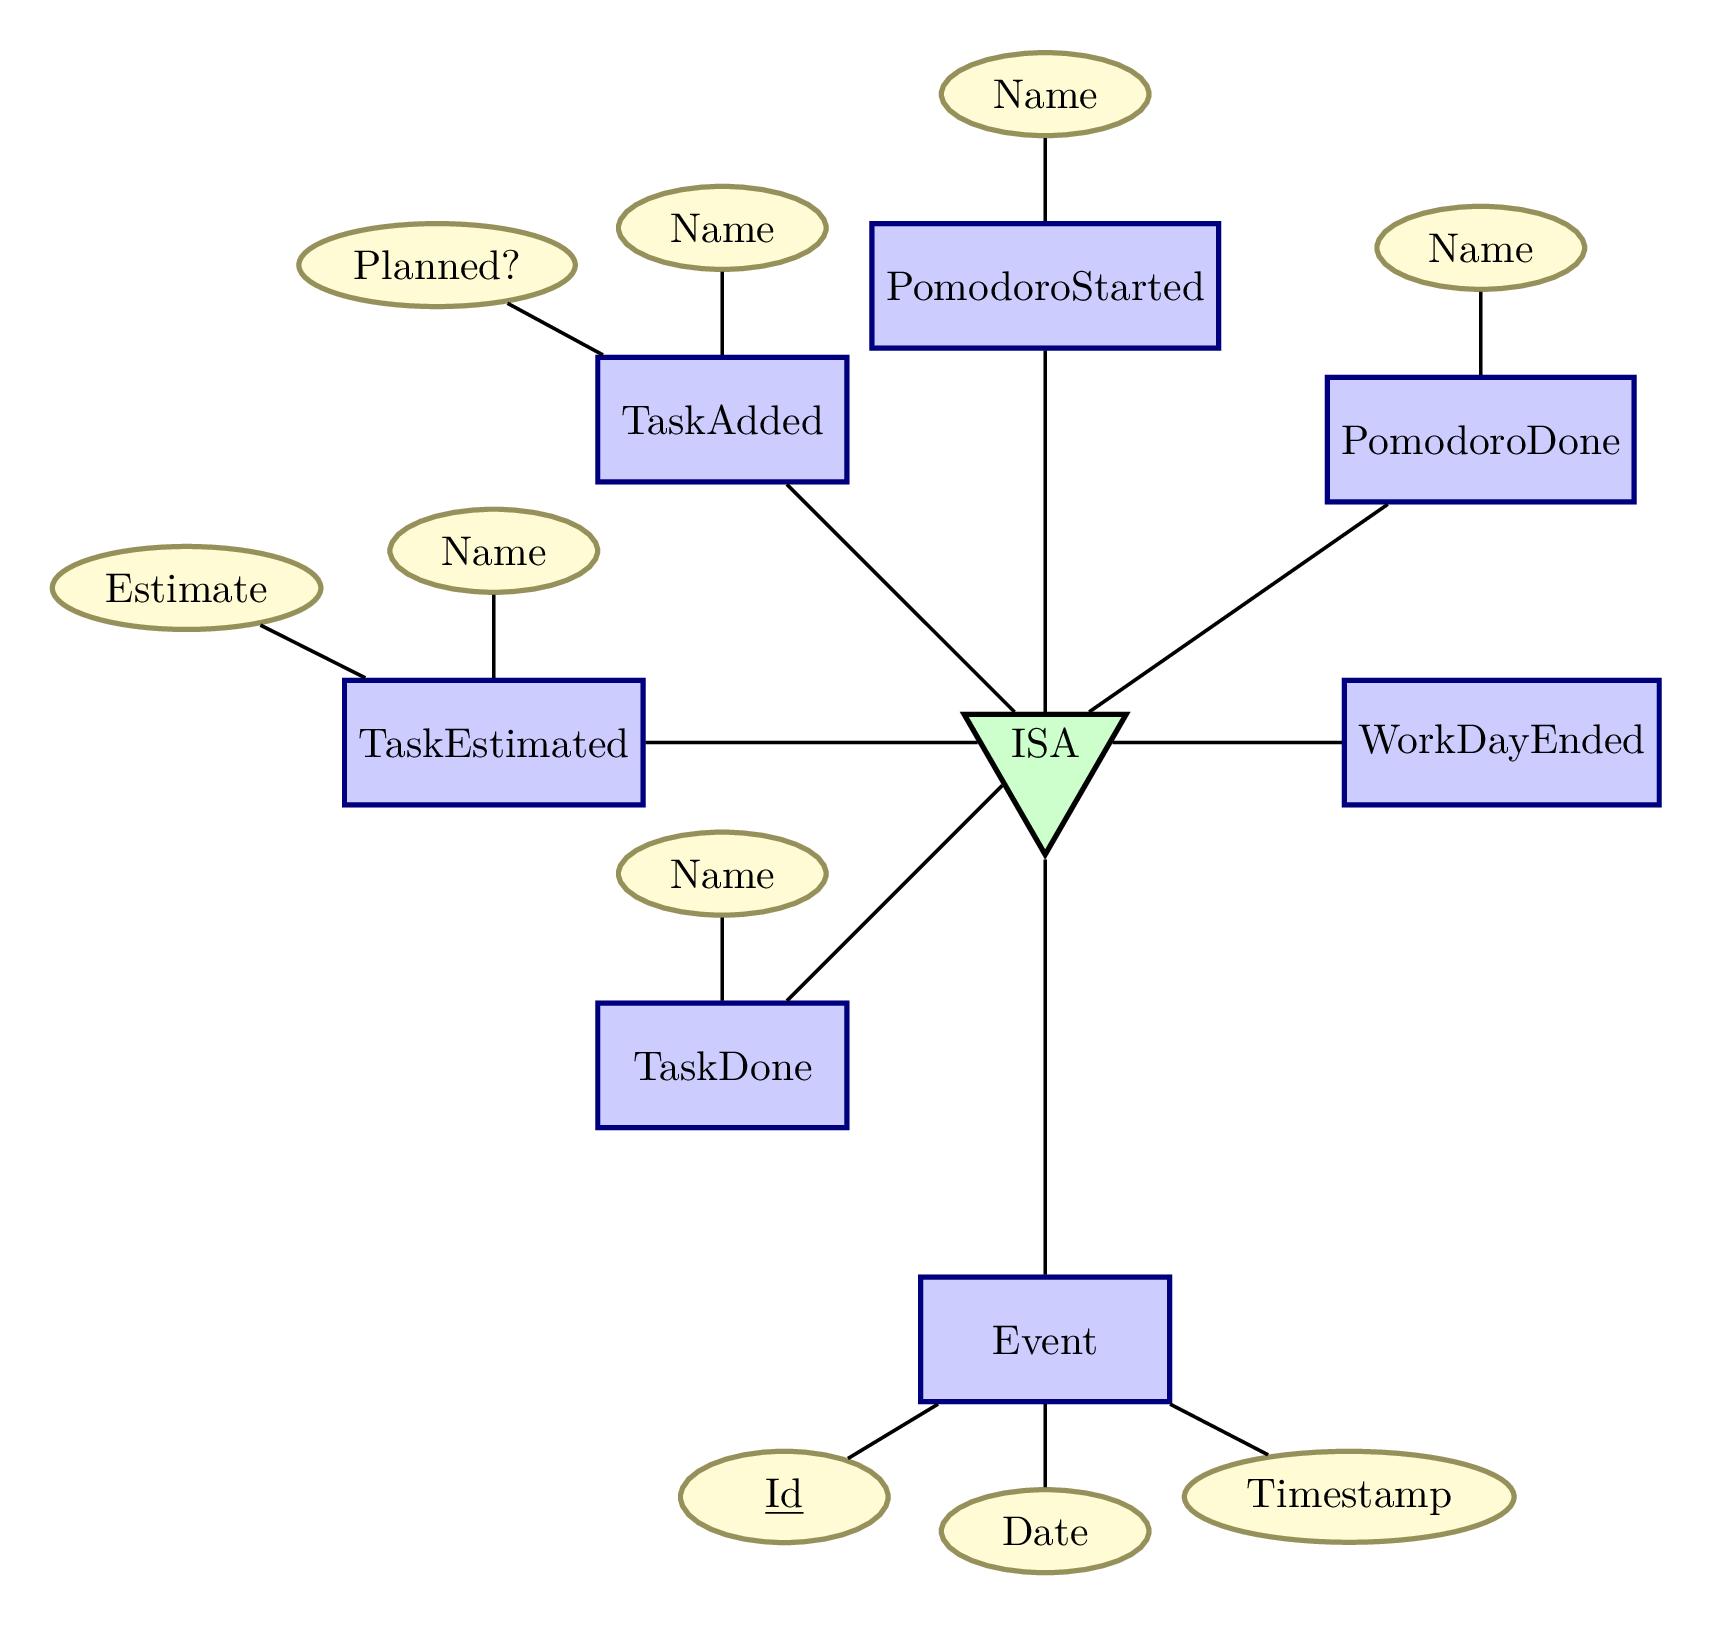 Name
Name
Name
Planned?
PomodoroStarted
TaskAdded
PomodoroDone
Name
Estimate
TaskEstimated
ISA
WorkDayEnded
Name
TaskDone
Event
Id
Timestamp
Date